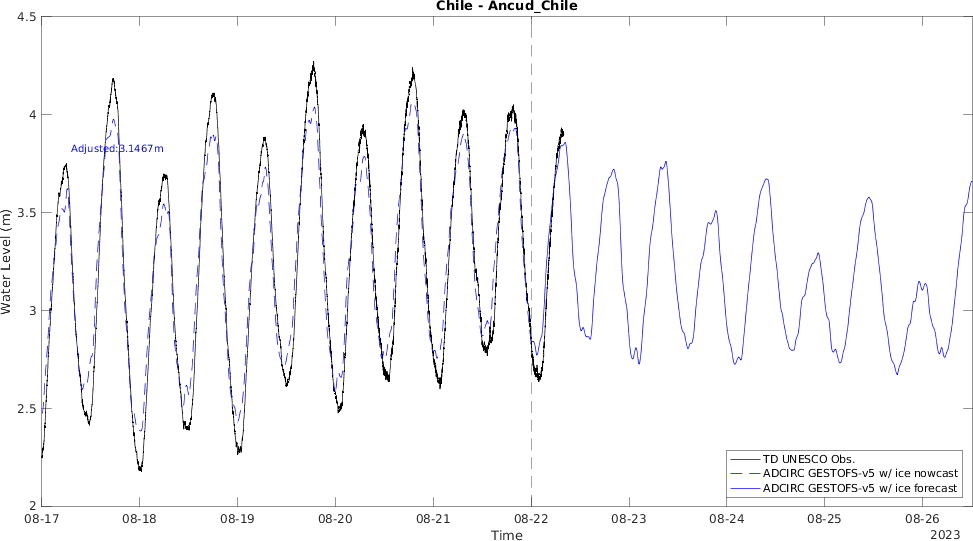 Chile - Ancud_Chile
4.5
4
3.5
3
2.5
2
Water Level (m)
Adjusted:3.1467m
TD UNESCO Obs.
ADCIRC GESTOFS-v5 w/ ice nowcast
ADCIRC GESTOFS-v5 w/ ice forecast
08-17 08-18 08-19 08-20 08-21 08-22 08-23 08-24 08-25 08-26
Time
2023